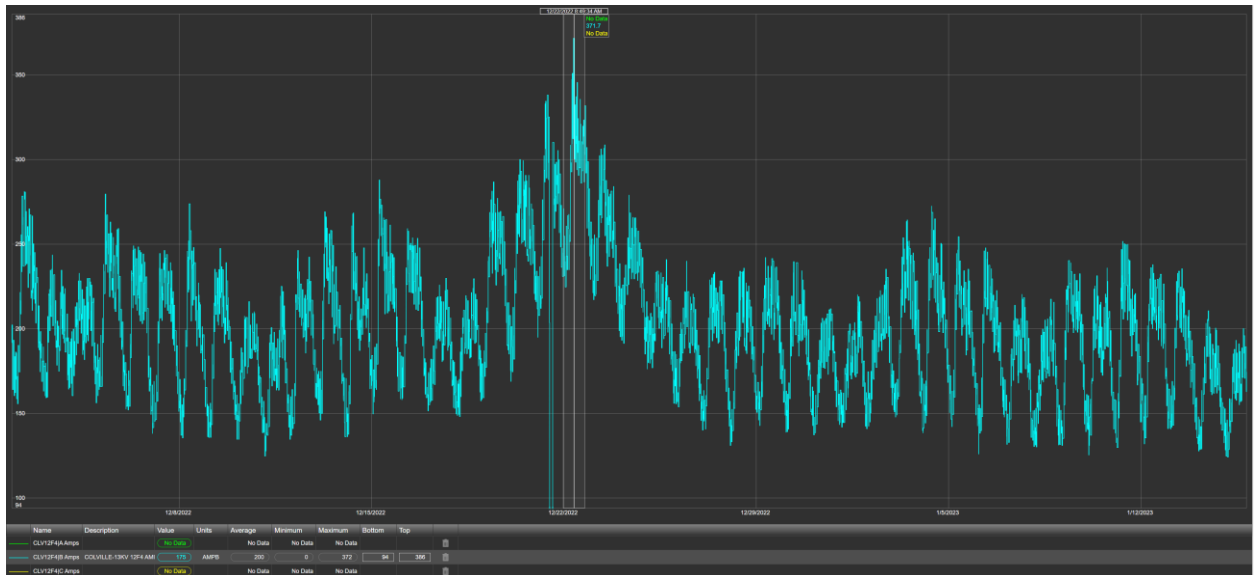 12/22/2022 8:49:34 AM
No Data
371.7
No Data
386
350
300
250
200
150
100
94
12/8/2022
12/15/2022
12/22/2022
12/29/2022
1/5/2023
1/12/2023
Name Description Value Units Average Minimum Maximum Bottom Top
CLV12F4|A Amps No Data No Data No Data No Data
CLV12F4|B Amps COLVILLE-13KV 12F4 AM 175 AMPS 200 0 372 94 386
CLV12F4|C Amps No Data No Data No Data No Data